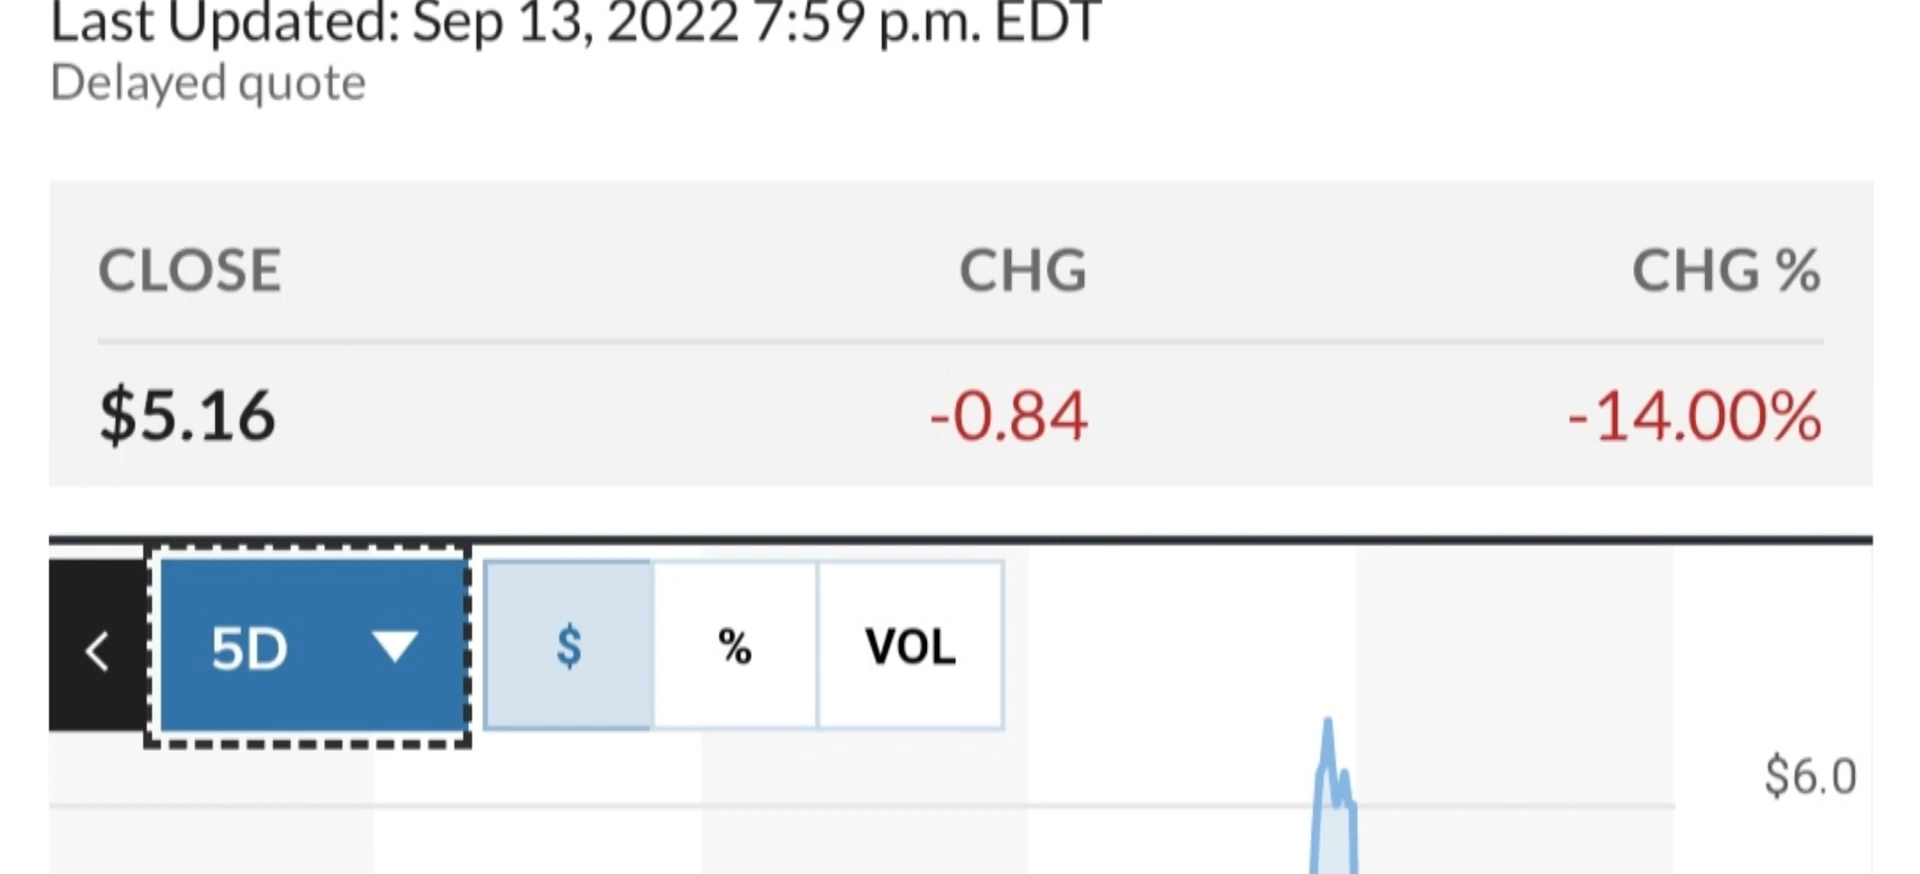 Last Updated: Sep 13, 2022 7:59 p.m. EDT
Delayed quote
CLOSE CHG CHG %
$5.16 -0.84 -14.00%
5D $ % VOL
$6.0